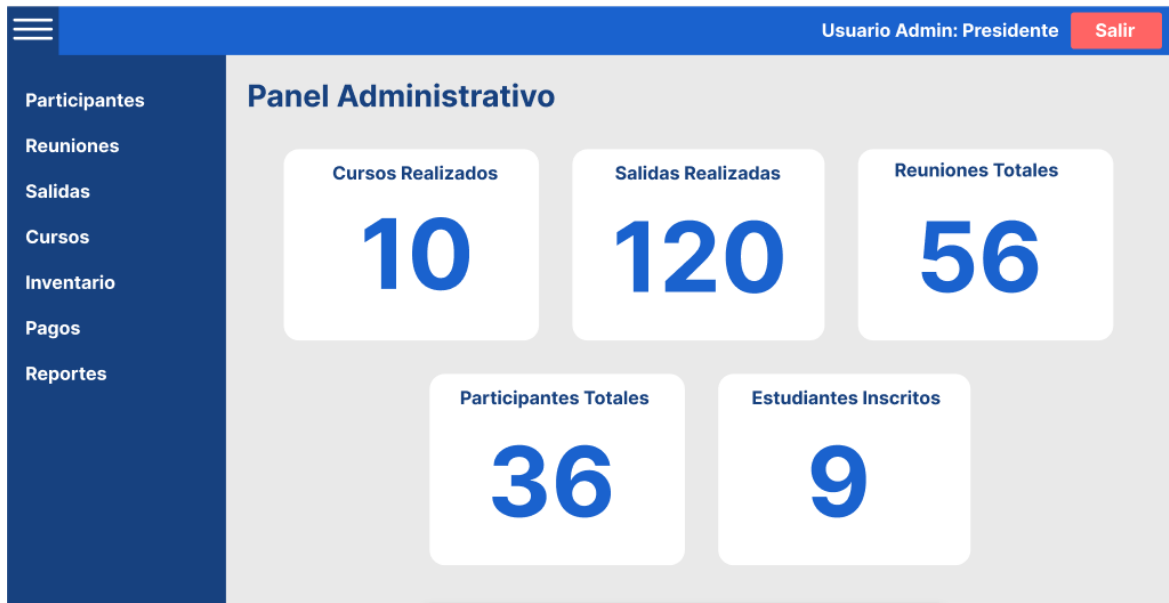 Usuario Admin: Presidente
Salir
Participantes
Reuniones
Salidas
Cursos
Inventario
Pagos
Reportes
Panel Administrativo
Cursos Realizados
10
Salidas Realizadas
120
Reuniones Totales
56
Participantes Totales
36
Estudiantes Inscritos
9